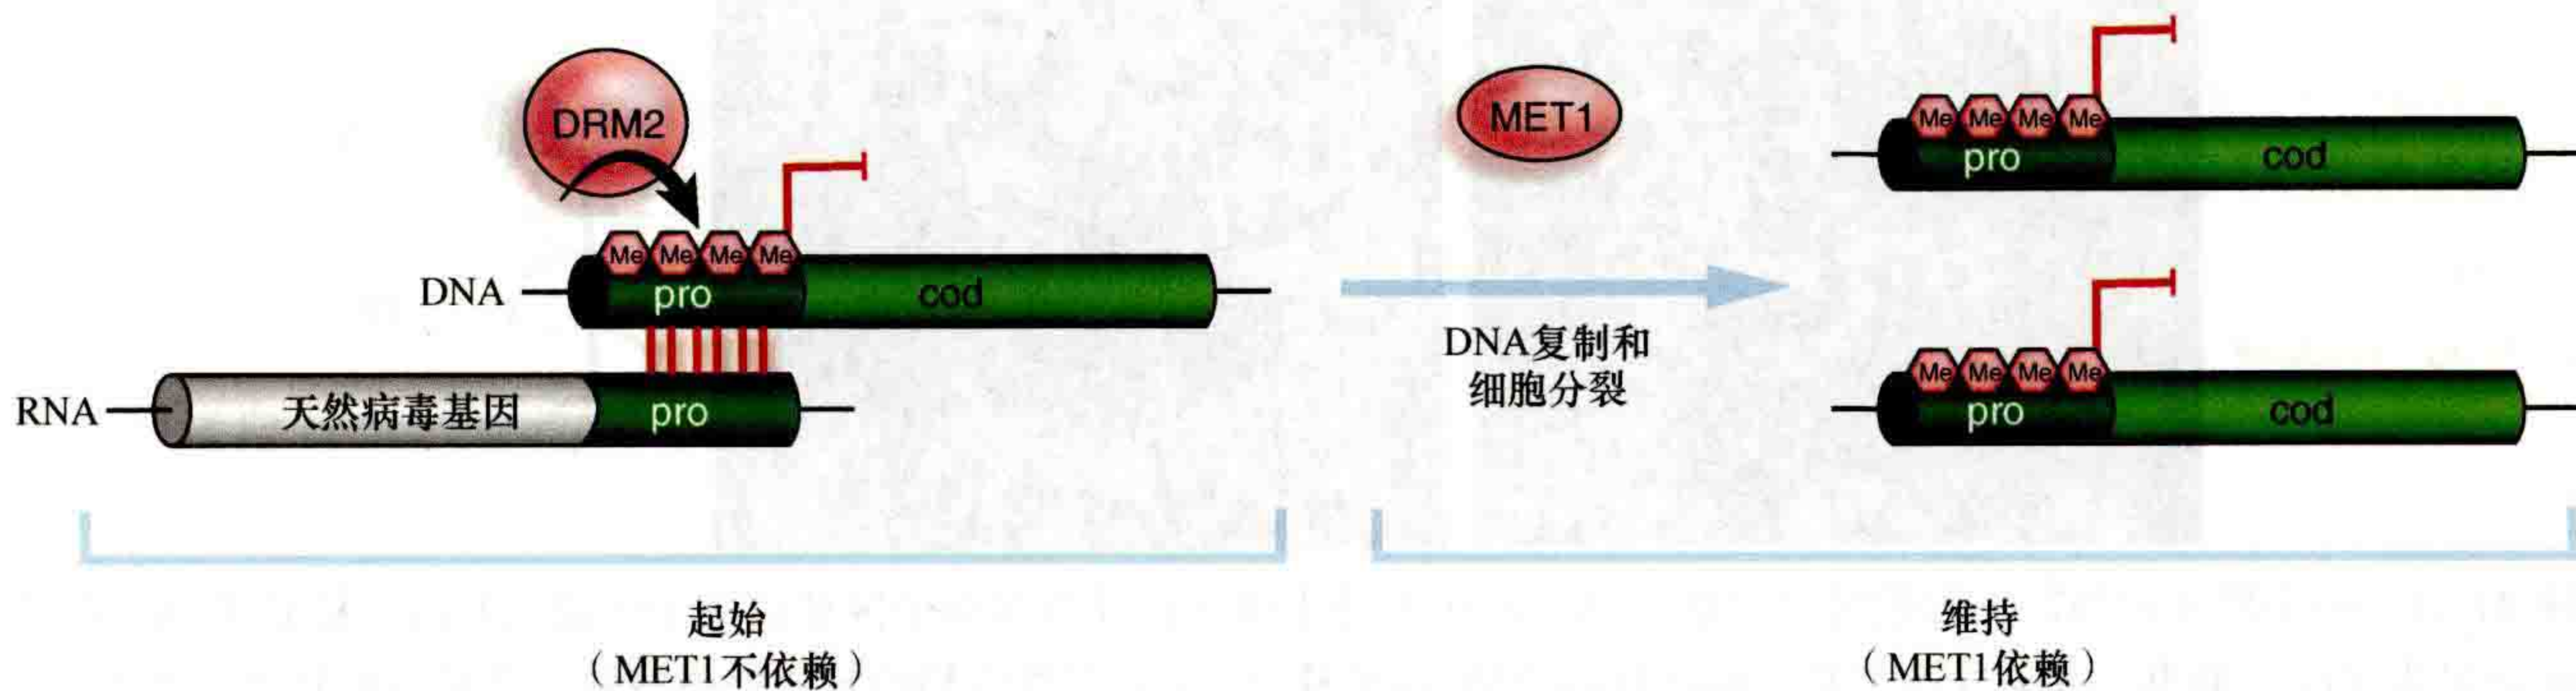 DRM2
Me Me Me Me
DNA
pro
cod
RNA
天然病毒基因
pro
起始
（MET1不依赖）
MET1
DNA复制和
细胞分裂
Me Me Me Me
pro
cod
Me Me Me Me
pro
cod
维持
（MET1依赖）